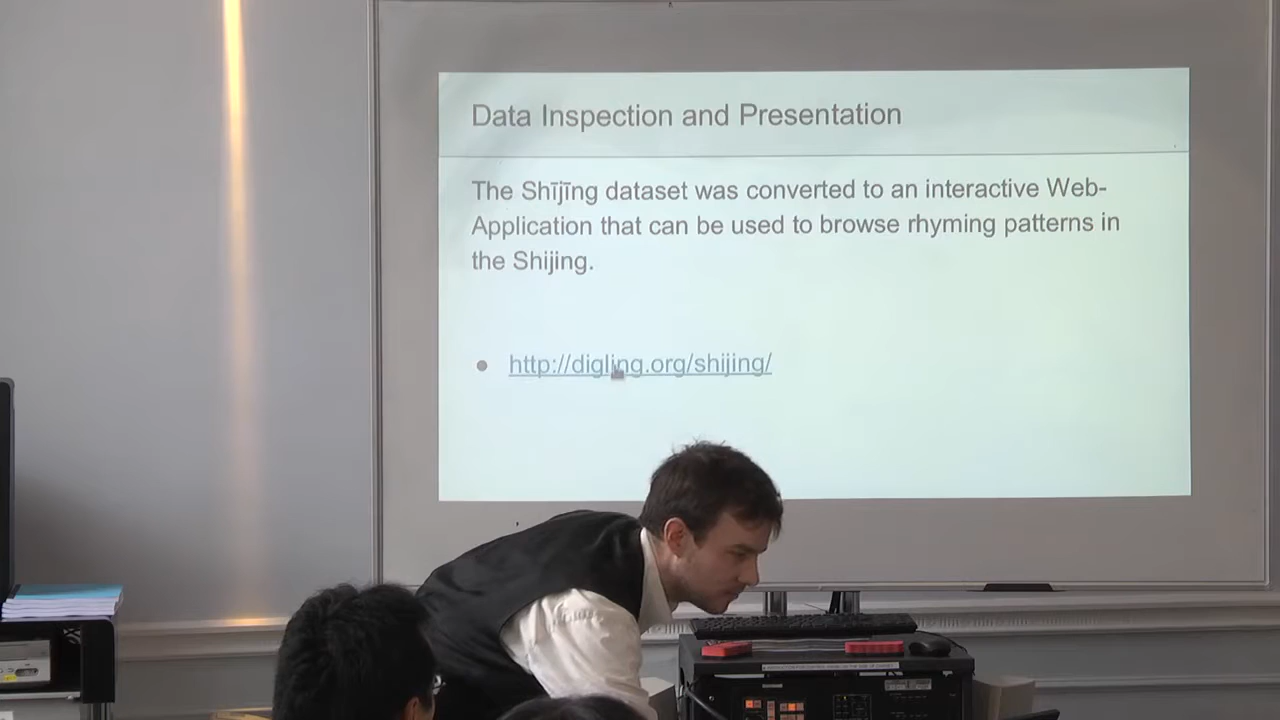 Data Inspection and Presentation
The Shījīng dataset was converted to an interactive Web-
Application that can be used to browse rhyming patterns in
the Shijing.
http://digling.org/shijing/